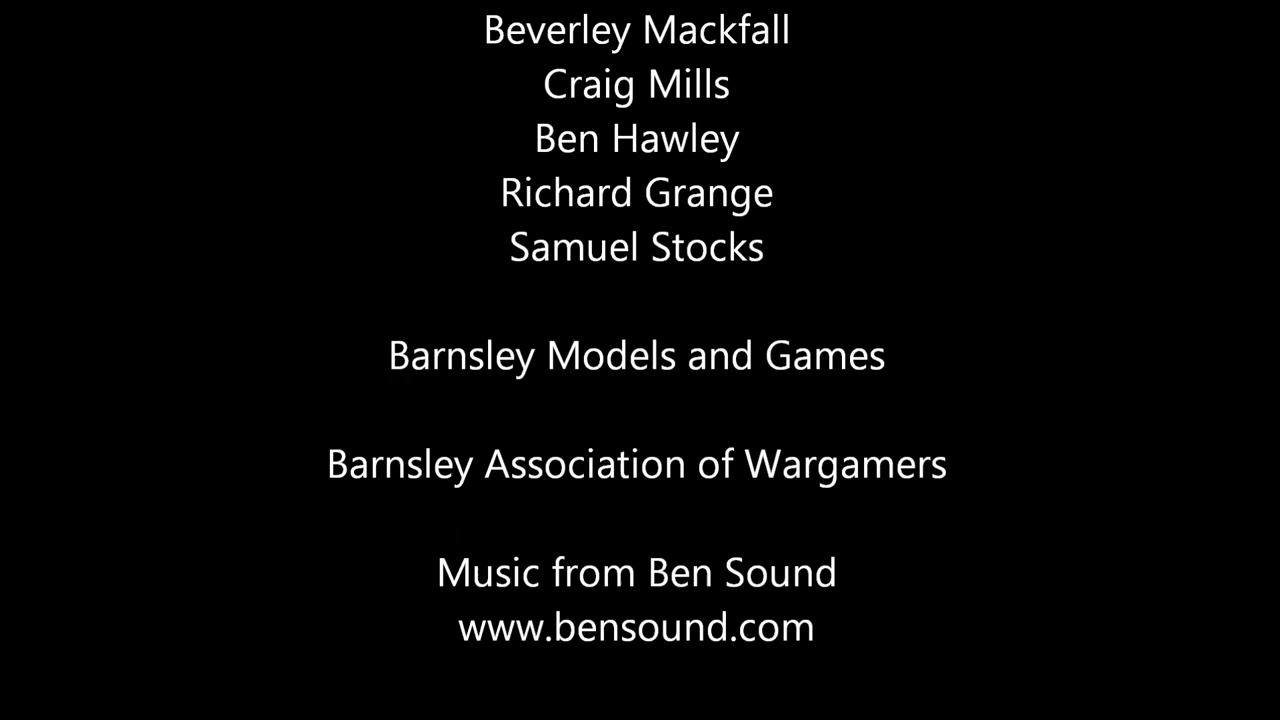 Beverley Mackfall
Craig Mills
Ben Hawley
Richard Grange
Samuel Stocks
Barnsley Models and Games
Barnsley Association of Wargamers
Music from Ben Sound
www.bensound.com